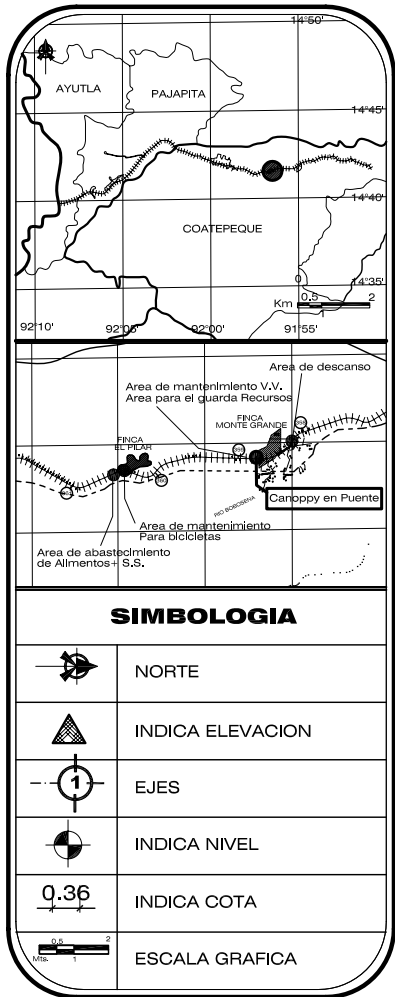 14°50'
AYUTLA
PAJAPITA
14°45'
14°40'
COATEPEQUE
14°35'
0
Km 0.5 2
1
92°10'
92°05'
92°00'
91°55'
Area de descanso
Area de mantenimiento V.V.
Area para el guarda Recursos
FINCA
MONTE GRANDE
FINCA
EL PILAR
Canoppy en Puente
RIO BOBOSENA
Area de mantenimiento
Para bicicletas
Area de abastecimiento
de Alimentos+ S.S.
SIMBOLOGIA
NORTE
INDICA ELEVACION
1
EJES
INDICA NIVEL
0.36
INDICA COTA
0.5 2
Mts. 1
ESCALA GRAFICA